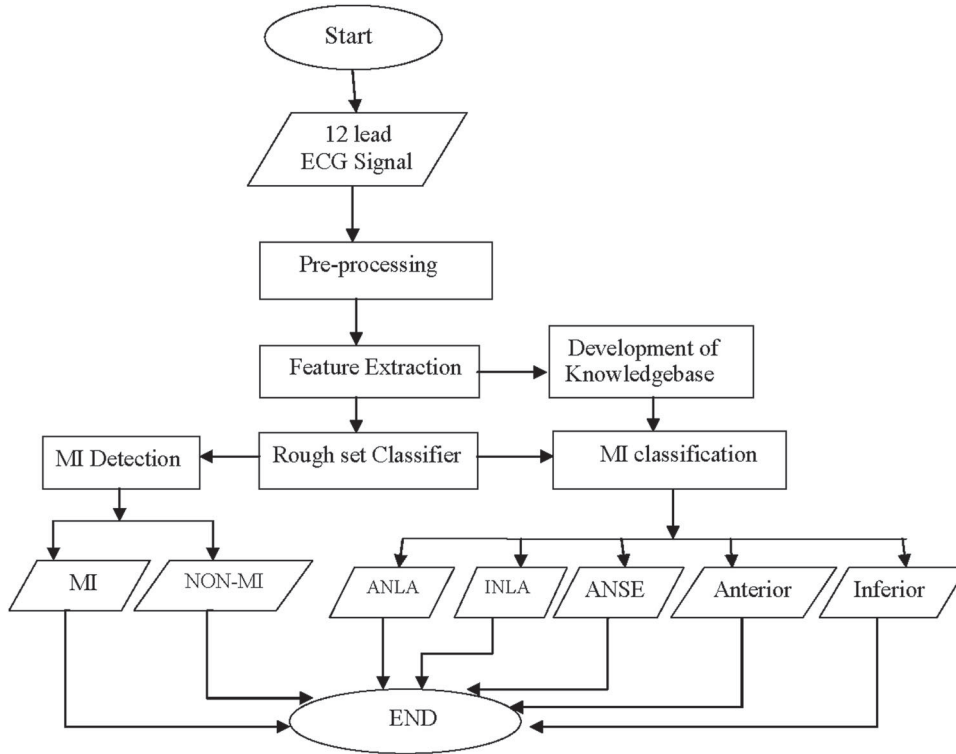 Start
12 lead
ECG Signal
Pre-processing
Feature Extraction
Development of
Knowledgebase
MI Detection
Rough set Classifier
MI classification
MI
NON-MI
ANLA
INLA
ANSE
Anterior
Inferior
END